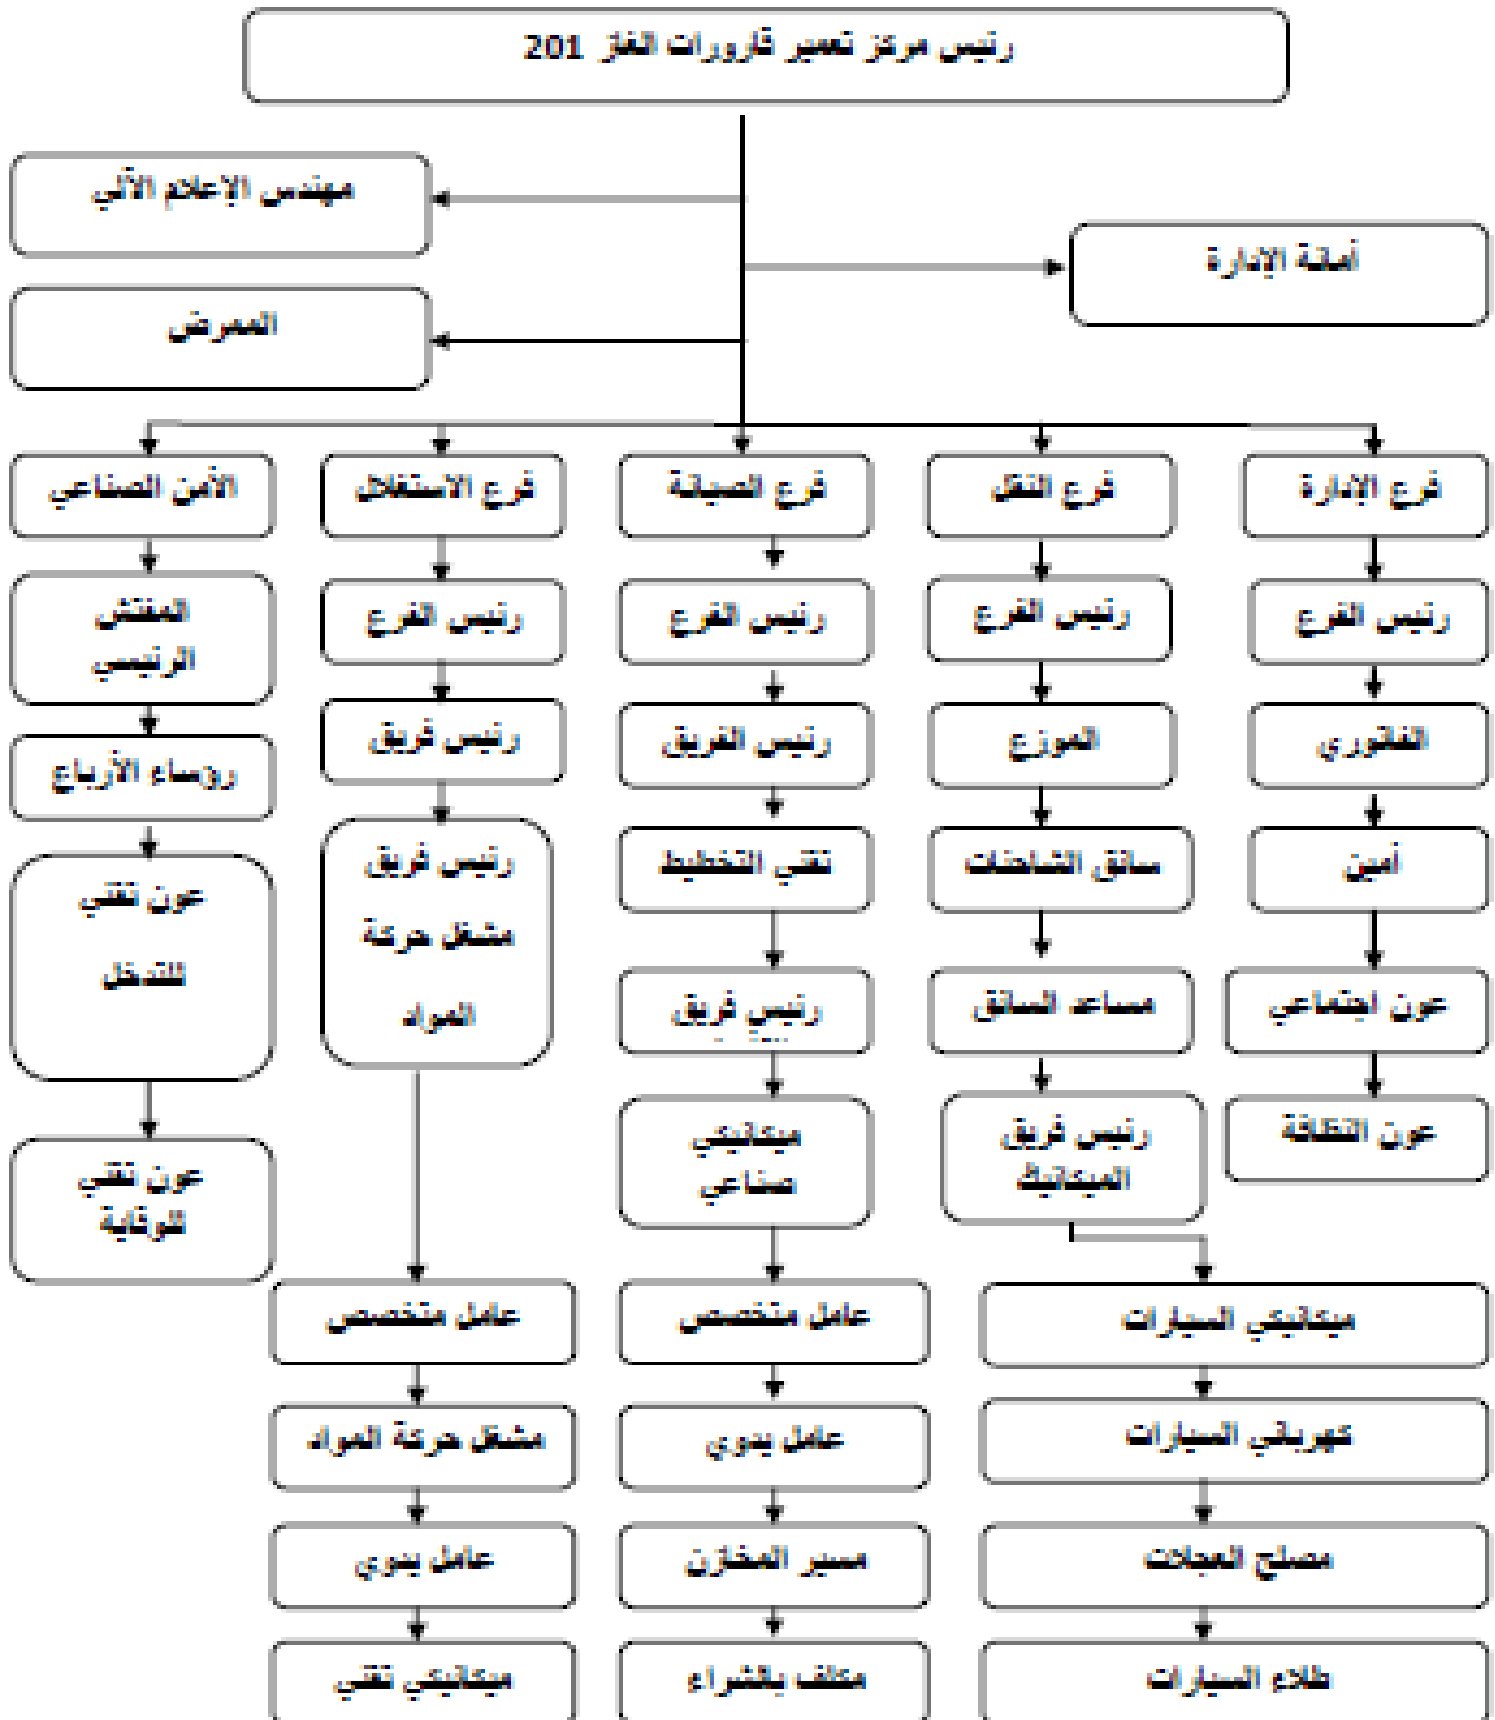 رئيس مركز تعمير قارورات الغاز 201
مهندس الإعلام الآلي
أمانة الإدارة
الممرض
فرع الإدارة
فرع النقل
فرع الصيانة
فرع الاستغلال
الأمن الصناعي
رئيس الفرع
رئيس الفرع
رئيس الفرع
رئيس الفرع
المفتش
الرئيسي
الفاتوري
الموزع
رئيس الفريق
رئيس فريق
رؤساء الأرباع
أمين
سائق الشاحنات
تقني التخطيط
رئيس فريق
مشغل حركة
المواد
عون تقني
للتدخل
عون اجتماعي
مساعد السائق
رئيس فريق
عون النظافة
رئيس فريق
الميكانيك
ميكانيكي
صناعي
عون تقني
للوقاية
ميكانيكي السيارات
عامل متخصص
عامل متخصص
كهربائي السيارات
عامل يدوي
مشغل حركة المواد
مصلح العجلات
مسير المخازن
عامل يدوي
طلاء السيارات
مكلف بالشراء
ميكانيكي تقني